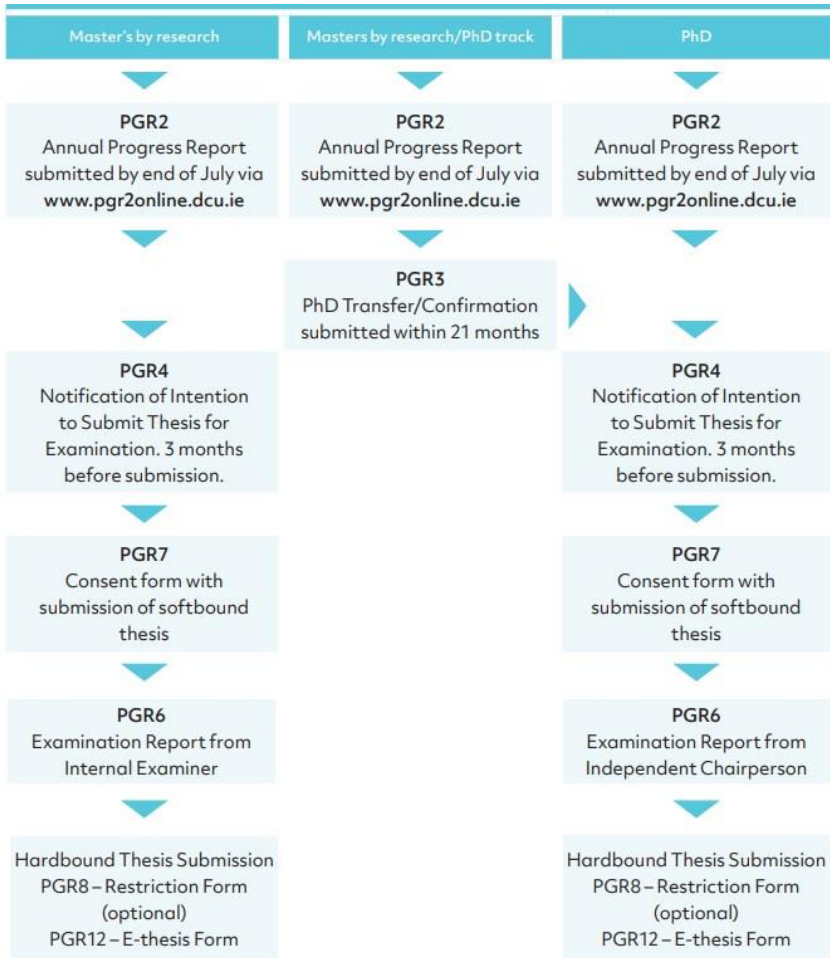 Master's by research
Masters by research/PhD track
PhD
PGR2
Annual Progress Report
submitted by end of July via
www.pgr2online.dcu.ie
PGR2
Annual Progress Report
submitted by end of July via
www.pgr2online.dcu.ie
PGR2
Annual Progress Report
submitted by end of July via
www.pgr2online.dcu.ie
PGR3
PhD Transfer/Confirmation
submitted within 21 months
PGR4
Notification of Intention
to Submit Thesis for
Examination. 3 months
before submission.
PGR4
Notification of Intention
to Submit Thesis for
Examination. 3 months
before submission.
PGR7
Consent form with
submission of softbound
thesis
PGR7
Consent form with
submission of softbound
thesis
PGR6
Examination Report from
Internal Examiner
PGR6
Examination Report from
Independent Chairperson
Hardbound Thesis Submission
PGR8 – Restriction Form
(optional)
PGR12 – E-thesis Form
Hardbound Thesis Submission
PGR8 – Restriction Form
(optional)
PGR12 – E-thesis Form